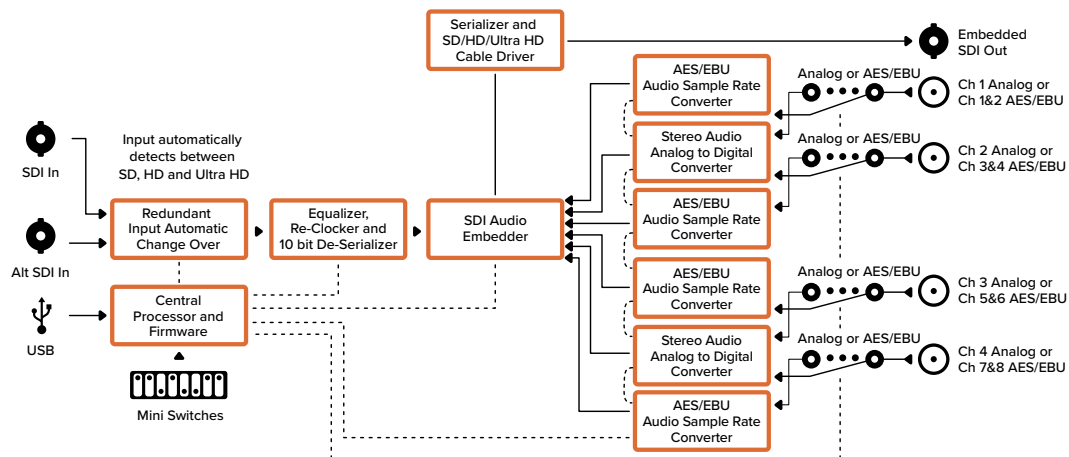 Serializer and
SD/HD/Ultra HD
Cable Driver
Embedded
SDI Out
AES/EBU
Audio Sample Rate
Converter
Analog or AES/EBU
Ch 1 Analog or
Ch 1&2 AES/EBU
Input automatically
detects between
SD, HD and Ultra HD
SDI In
Stereo Audio
Analog to Digital
Converter
Analog or AES/EBU
Ch 2 Analog or
Ch 3&4 AES/EBU
Redundant
Input Automatic
Change Over
Equalizer,
Re-Clocker and
10 bit De-Serializer
SDI Audio
Embedder
AES/EBU
Audio Sample Rate
Converter
Alt SDI In
AES/EBU
Audio Sample Rate
Converter
Analog or AES/EBU
Ch 3 Analog or
Ch 5&6 AES/EBU
Central
Processor and
Firmware
USB
Stereo Audio
Analog to Digital
Converter
Analog or AES/EBU
Ch 4 Analog or
Ch 7&8 AES/EBU
Mini Switches
AES/EBU
Audio Sample Rate
Converter